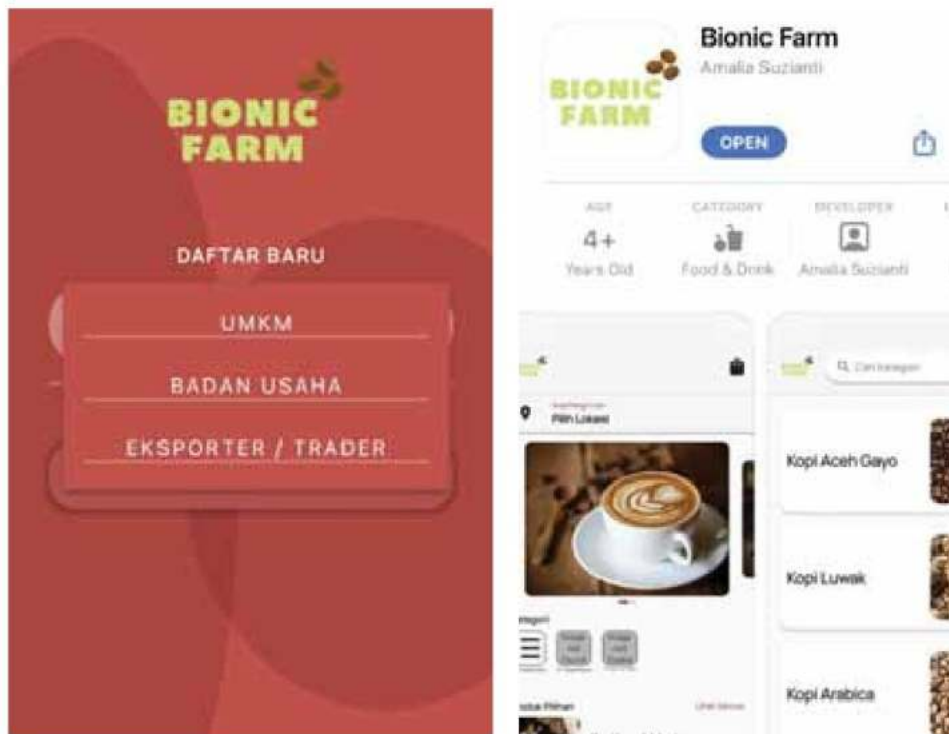 BIONIC
FARM
DAFTAR BARU
UMKM
BADAN USAHA
EKSPORTER / TRADER
Bionic Farm
Amalia Suzianti
BIONIC
FARM
OPEN
AGE
CATEGORY
DEVELOPER
4+
Years Old
Food & Drink
Amalia Suzianti
Pilih Lokasi
Kopi Aceh Gayo
Kopi Luwak
Kopi Arabica